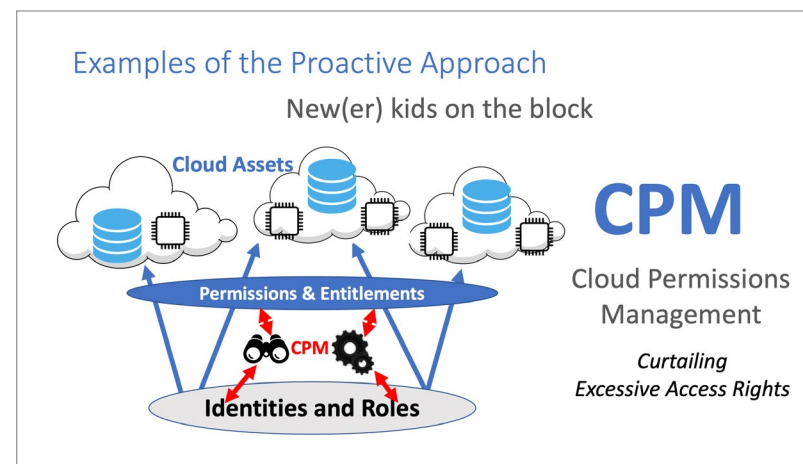 Examples of the Proactive Approach
New(er) kids on the block
Cloud Assets
CPM
Permissions & Entitlements
Cloud Permissions
Management
CPM
Curtailing
Excessive Access Rights
Identities and Roles